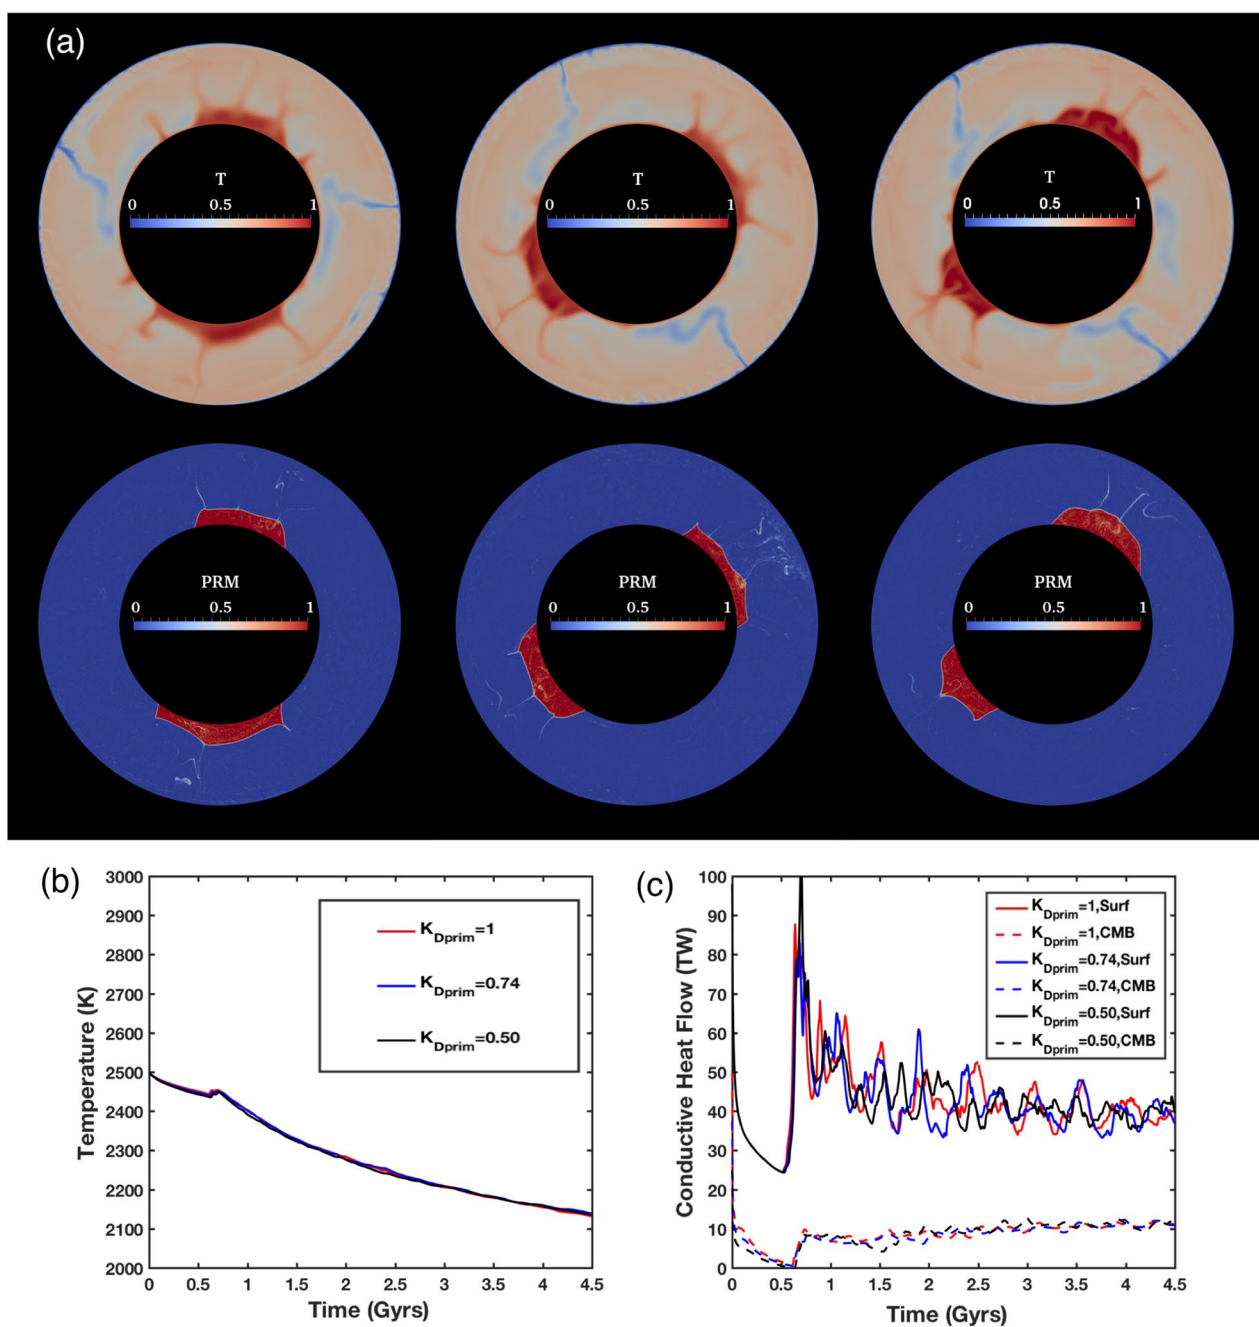 (a)
T
0 0.5 1
T
0 0.5 1
T
0 0.5 1
PRM
0 0.5 1
PRM
0 0.5 1
PRM
0 0.5 1
(b)
3000
2900
2800
2700
2600
2500
2400
2300
2200
2100
2000
Temperature (K)
K_Dprim=1
K_Dprim=0.74
K_Dprim=0.50
0 0.5 1 1.5 2 2.5 3 3.5 4 4.5
Time (Gyrs)
(c)
100
90
80
70
60
50
40
30
20
10
0
Conductive Heat Flow (TW)
K_Dprim=1,Surf
K_Dprim=1,CMB
K_Dprim=0.74,Surf
K_Dprim=0.74,CMB
K_Dprim=0.50,Surf
K_Dprim=0.50,CMB
0 0.5 1 1.5 2 2.5 3 3.5 4 4.5
Time (Gyrs)